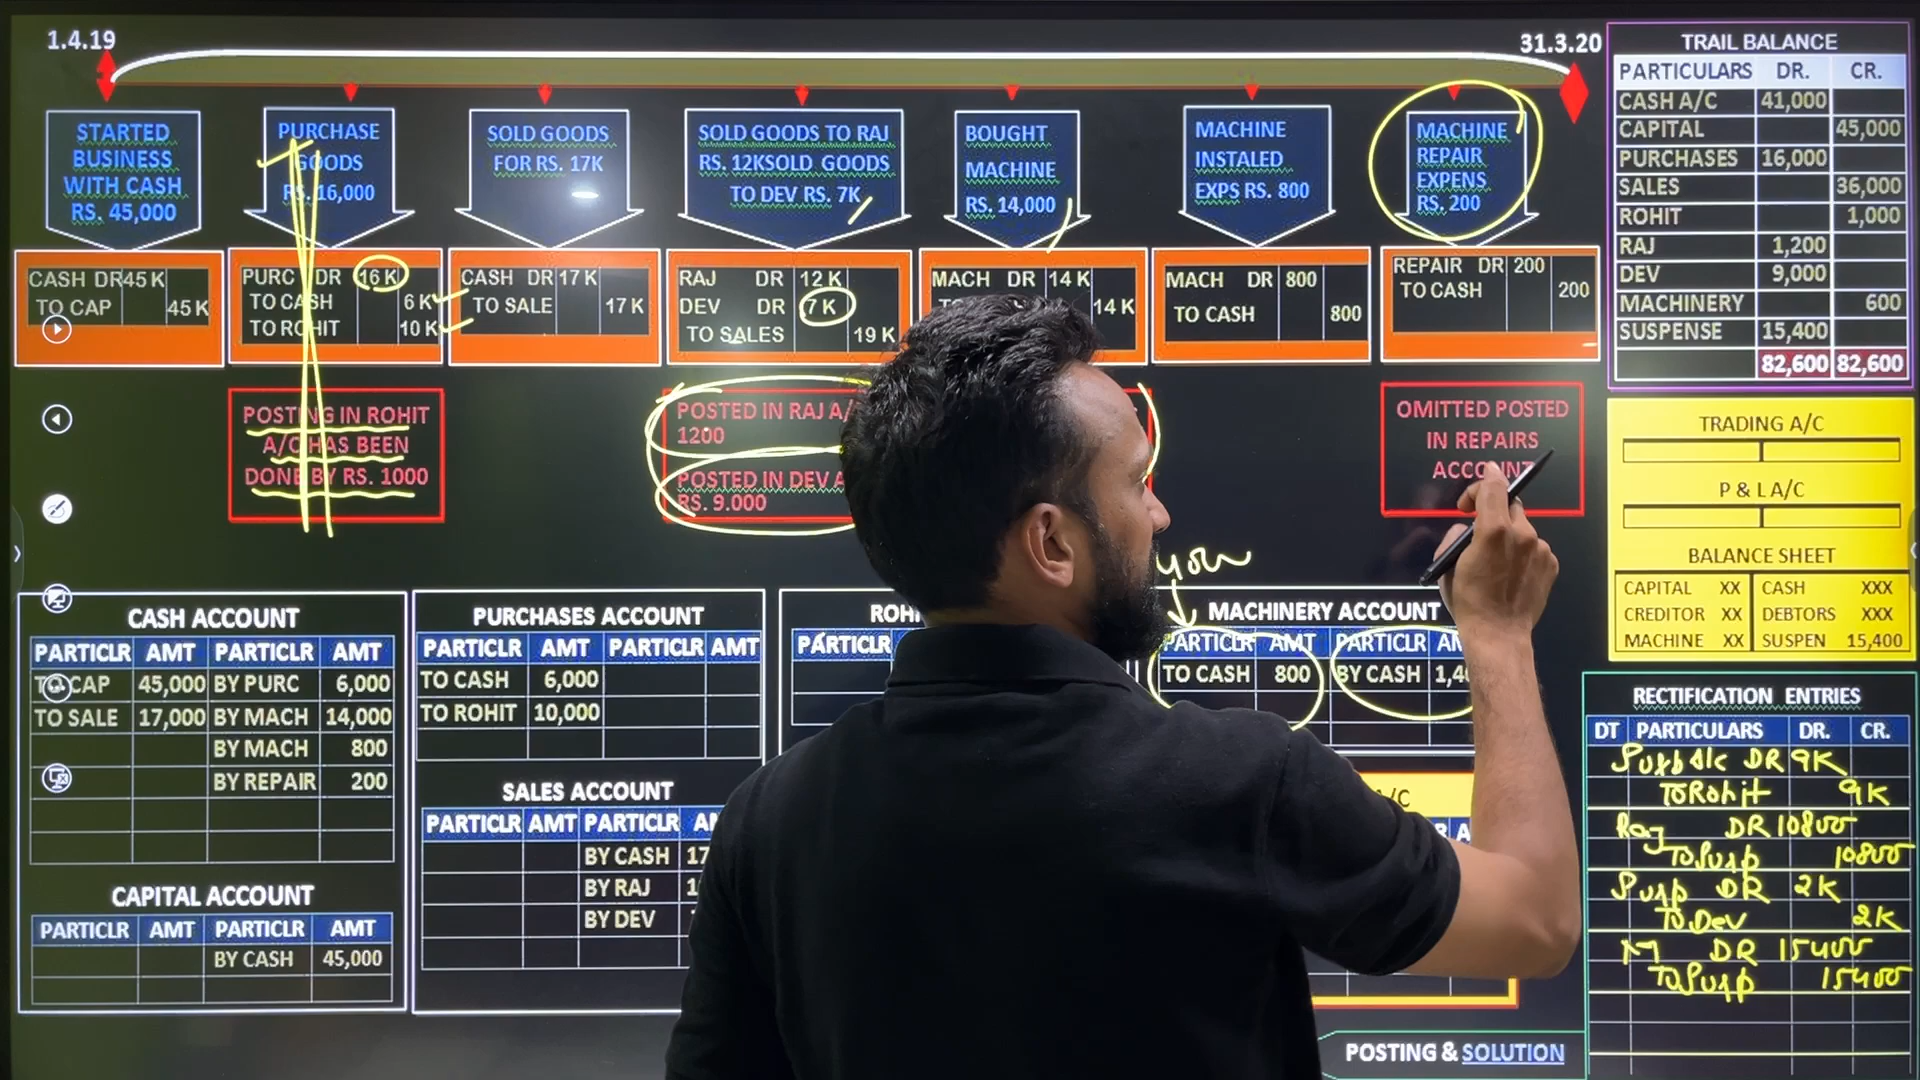 1.4.19
31.3.20
STARTED
BUSINESS
WITH CASH
RS. 45,000
PURCHASE
GOODS
RS. 16,000
SOLD GOODS
FOR RS. 17K
SOLD GOODS TO RAJ
RS. 12KSOLD GOODS
TO DEV RS. 7K
BOUGHT
MACHINE
RS. 14,000
MACHINE
INSTALED
EXPS RS. 800
MACHINE
REPAIR
EXPENS
RS. 200
CASH DR 45 K
TO CAP 45 K
PURC DR 16 K
TO CASH 6 K
TO ROHIT 10 K
CASH DR 17 K
TO SALE 17 K
RAJ DR 12 K
DEV DR 7 K
TO SALES 19 K
MACH DR 14 K
14 K
MACH DR 800
TO CASH 800
REPAIR DR 200
TO CASH 200
POSTING IN ROHIT
A/C HAS BEEN
DONE BY RS. 1000
POSTED IN RAJ A/
1200
POSTED IN DEV A
RS. 9.000
OMITTED POSTED
IN REPAIRS
ACCOUNT
TRAIL BALANCE
PARTICULARS DR. CR.
CASH A/C 41,000
CAPITAL 45,000
PURCHASES 16,000
SALES 36,000
ROHIT 1,000
RAJ 1,200
DEV 9,000
MACHINERY 600
SUSPENSE 15,400
82,600 82,600
TRADING A/C
P & L A/C
BALANCE SHEET
CAPITAL XX CASH XXX
CREDITOR XX DEBTORS XXX
MACHINE XX SUSPEN 15,400
CASH ACCOUNT
PARTICLR AMT PARTICLR AMT
TO CAP 45,000 BY PURC 6,000
TO SALE 17,000 BY MACH 14,000
BY MACH 800
BY REPAIR 200
CAPITAL ACCOUNT
PARTICLR AMT PARTICLR AMT
BY CASH 45,000
PURCHASES ACCOUNT
PARTICLR AMT PARTICLR AMT
TO CASH 6,000
TO ROHIT 10,000
SALES ACCOUNT
PARTICLR AMT PARTICLR
BY CASH 17
BY RAJ 1
BY DEV
ROH
PARTICLR
MACHINERY ACCOUNT
PARTICLR AMT PARTICLR AM
TO CASH 800 BY CASH 1,4
/C
RECTIFICATION ENTRIES
DT PARTICULARS DR. CR.
DR 9K
To Rohit 9K
Raj DR 10800
To Susp 10800
Susp DR 2K
To Dev 2K
M DR 15400
To Susp 15400
POSTING & SOLUTION